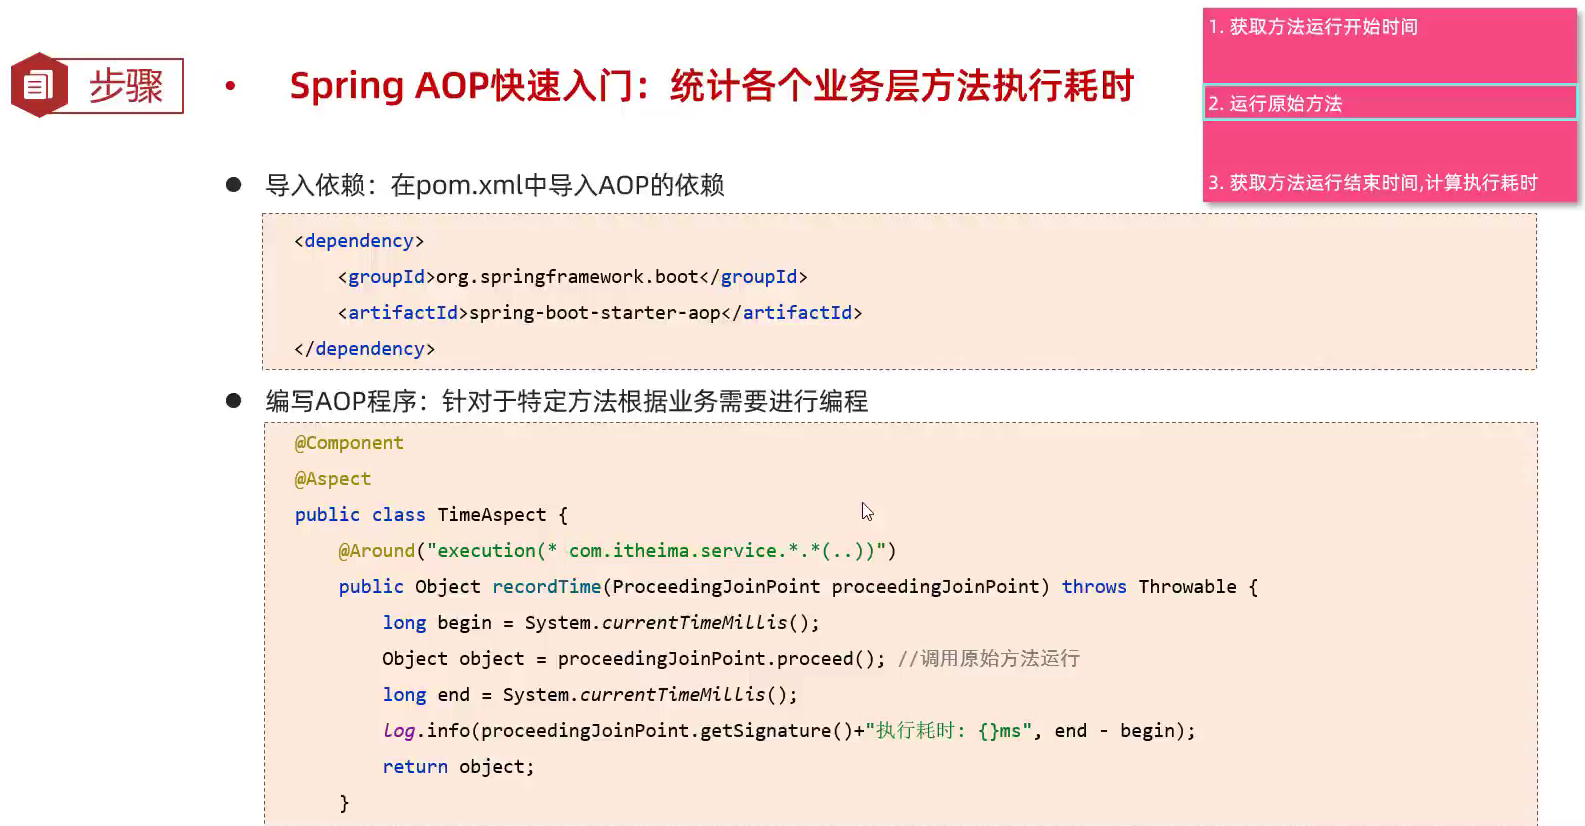 步骤
• Spring AOP快速入门：统计各个业务层方法执行耗时
1. 获取方法运行开始时间
2. 运行原始方法
3. 获取方法运行结束时间,计算执行耗时
● 导入依赖：在pom.xml中导入AOP的依赖
<dependency>
    <groupId>org.springframework.boot</groupId>
    <artifactId>spring-boot-starter-aop</artifactId>
</dependency>
● 编写AOP程序：针对于特定方法根据业务需要进行编程
@Component
@Aspect
public class TimeAspect {
    @Around("execution(* com.itheima.service.*.*(..))")
    public Object recordTime(ProceedingJoinPoint proceedingJoinPoint) throws Throwable {
        long begin = System.currentTimeMillis();
        Object object = proceedingJoinPoint.proceed(); //调用原始方法运行
        long end = System.currentTimeMillis();
        log.info(proceedingJoinPoint.getSignature()+"执行耗时: {}ms", end - begin);
        return object;
    }